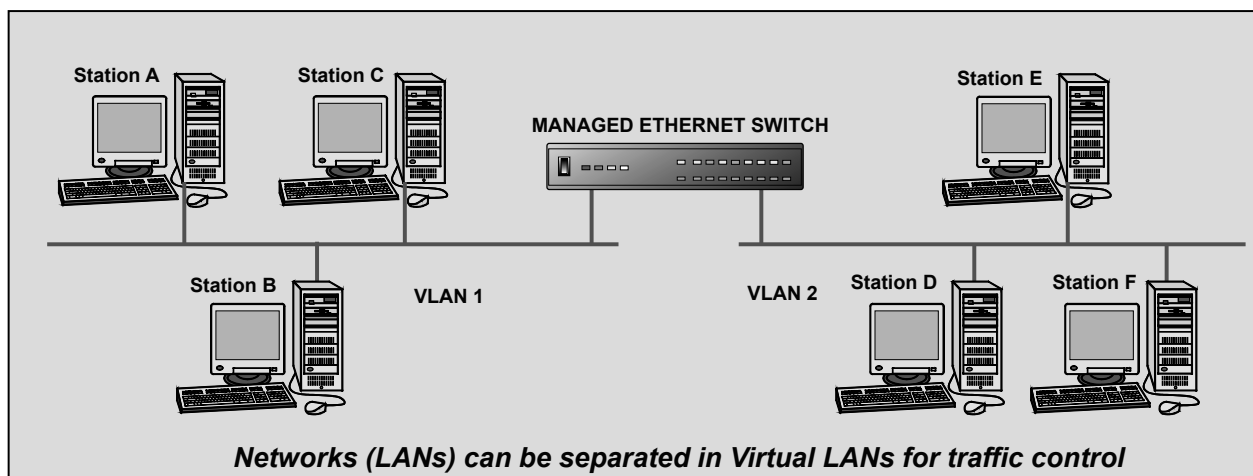 Station A
Station C
Station E
MANAGED ETHERNET SWITCH
Station B
VLAN 1
VLAN 2
Station D
Station F
Networks (LANs) can be separated in Virtual LANs for traffic control